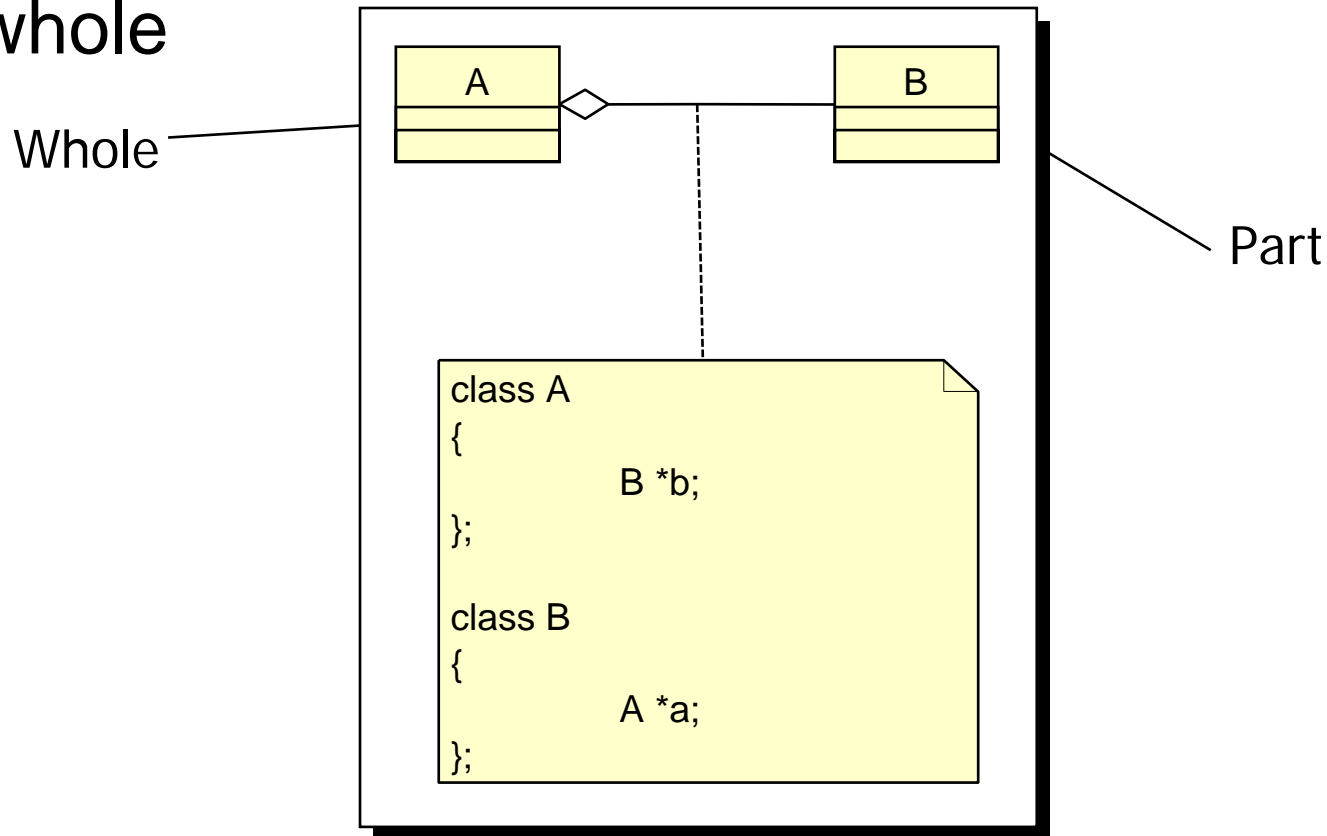 whole
A
B
Whole
Part
class A
{
B *b;
};
class B
{
A *a;
};